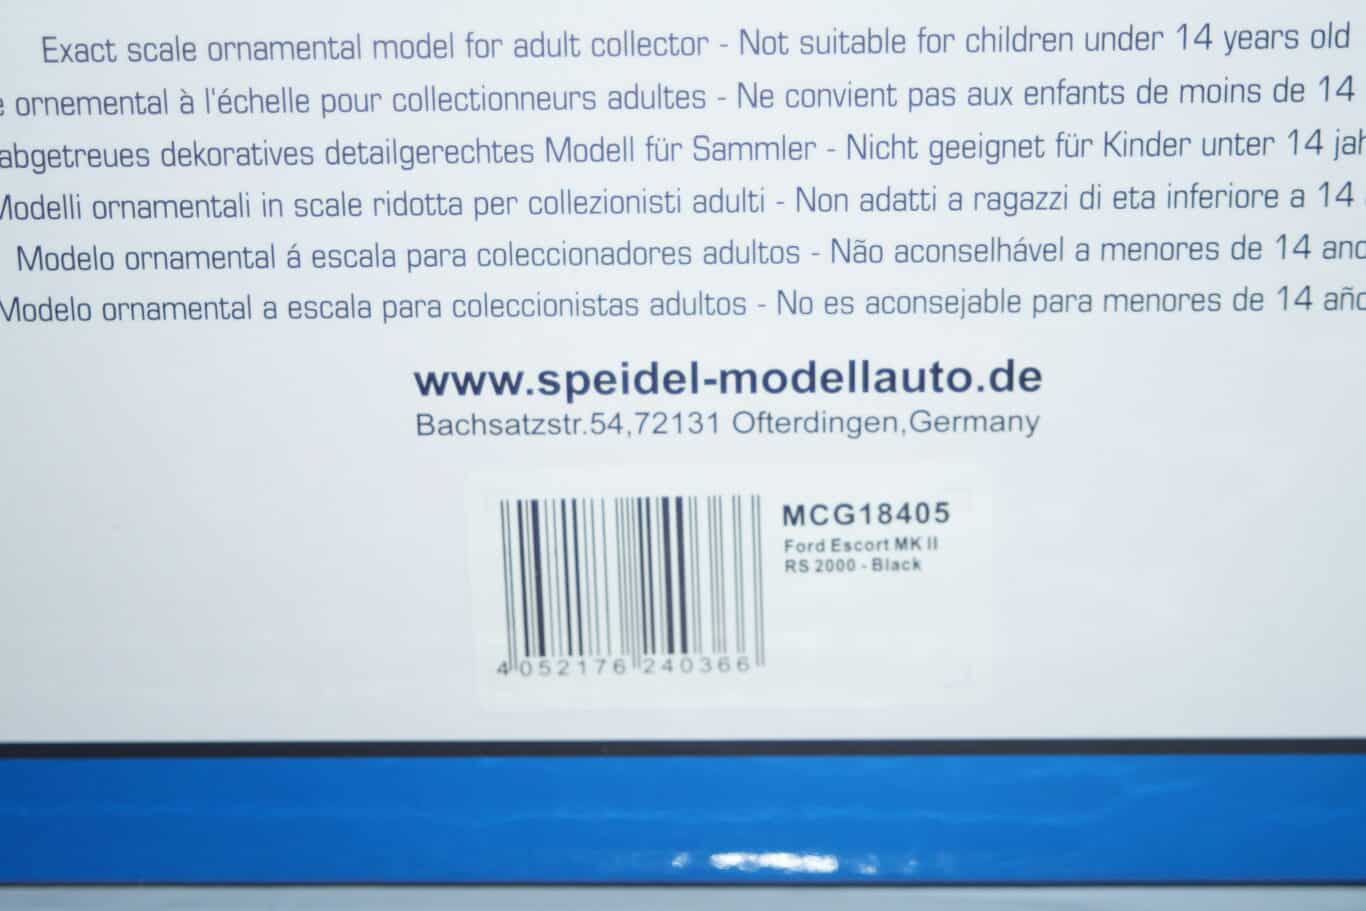 Exact scale ornamental model for adult collector - Not suitable for children under 14 years old
ornemental à l'échelle pour collectionneurs adultes - Ne convient pas aux enfants de moins de 14
abgetreues dekoratives detailgerechtes Modell für Sammler - Nicht geeignet für Kinder unter 14 jah
Modelli ornamentali in scale ridotta per collezionisti adulti - Non adatti a ragazzi di eta inferiore a 14
Modelo ornamental á escala para coleccionadores adultos - Não aconselhável a menores de 14 ano
Modelo ornamental a escala para coleccionistas adultos - No es aconsejable para menores de 14 año
www.speidel-modellauto.de
Bachsatzstr.54,72131 Ofterdingen,Germany
MCG18405
Ford Escort MK II
RS 2000 - Black
4 052176 240366